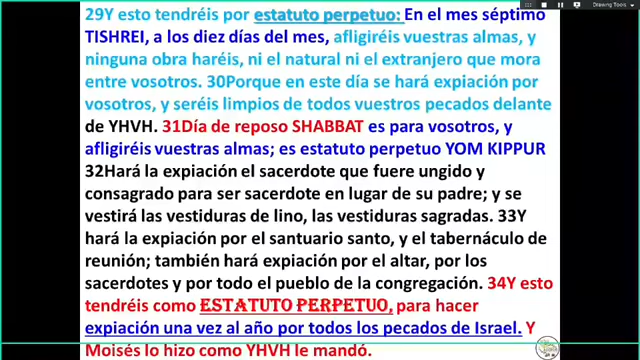 29Y esto tendréis por estatuto perpetuo: En el mes séptimo
TISHREI, a los diez días del mes, afligiréis vuestras almas, y
ninguna obra haréis, ni el natural ni el extranjero que mora
entre vosotros. 30Porque en este día se hará expiación por
vosotros, y seréis limpios de todos vuestros pecados delante
de YHVH. 31Día de reposo SHABBAT es para vosotros, y
afligiréis vuestras almas; es estatuto perpetuo YOM KIPPUR
32Hará la expiación el sacerdote que fuere ungido y
consagrado para ser sacerdote en lugar de su padre; y se
vestirá las vestiduras de lino, las vestiduras sagradas. 33Y
hará la expiación por el santuario santo, y el tabernáculo de
reunión; también hará expiación por el altar, por los
sacerdotes y por todo el pueblo de la congregación. 34Y esto
tendréis como ESTATUTO PERPETUO, para hacer
expiación una vez al año por todos los pecados de Israel. Y
Moisés lo hizo como YHVH le mandó.
Drawing Tools